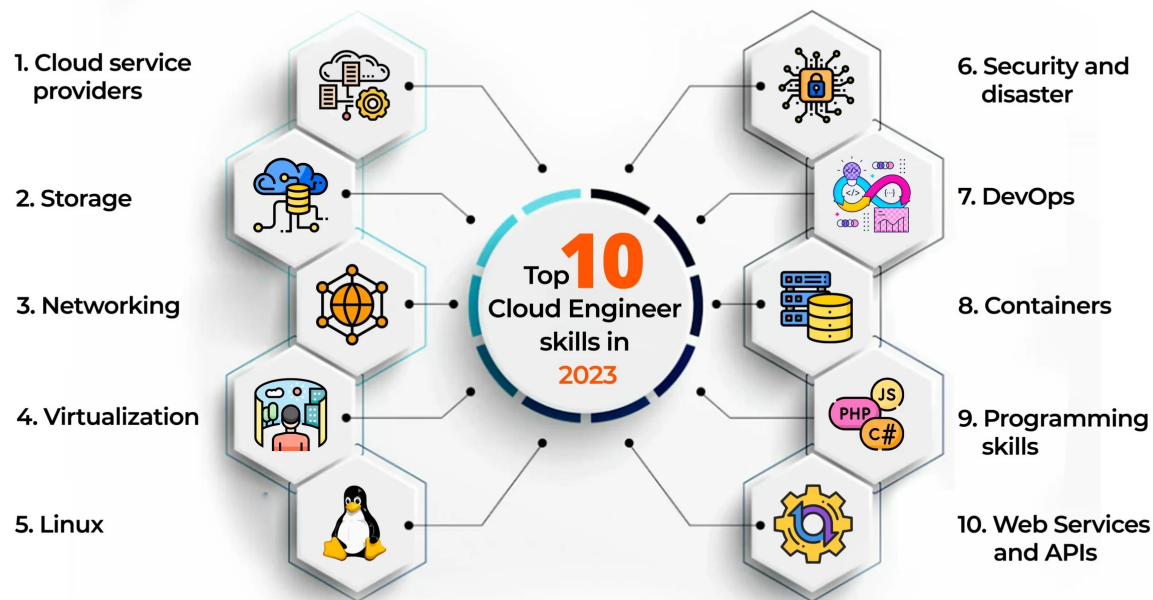 Top 10
Cloud Engineer
skills in
2023
1. Cloud service
providers
2. Storage
3. Networking
4. Virtualization
5. Linux
6. Security and
disaster
7. DevOps
8. Containers
9. Programming
skills
10. Web Services
and APIs
</>
{··}
JS
PHP
C#